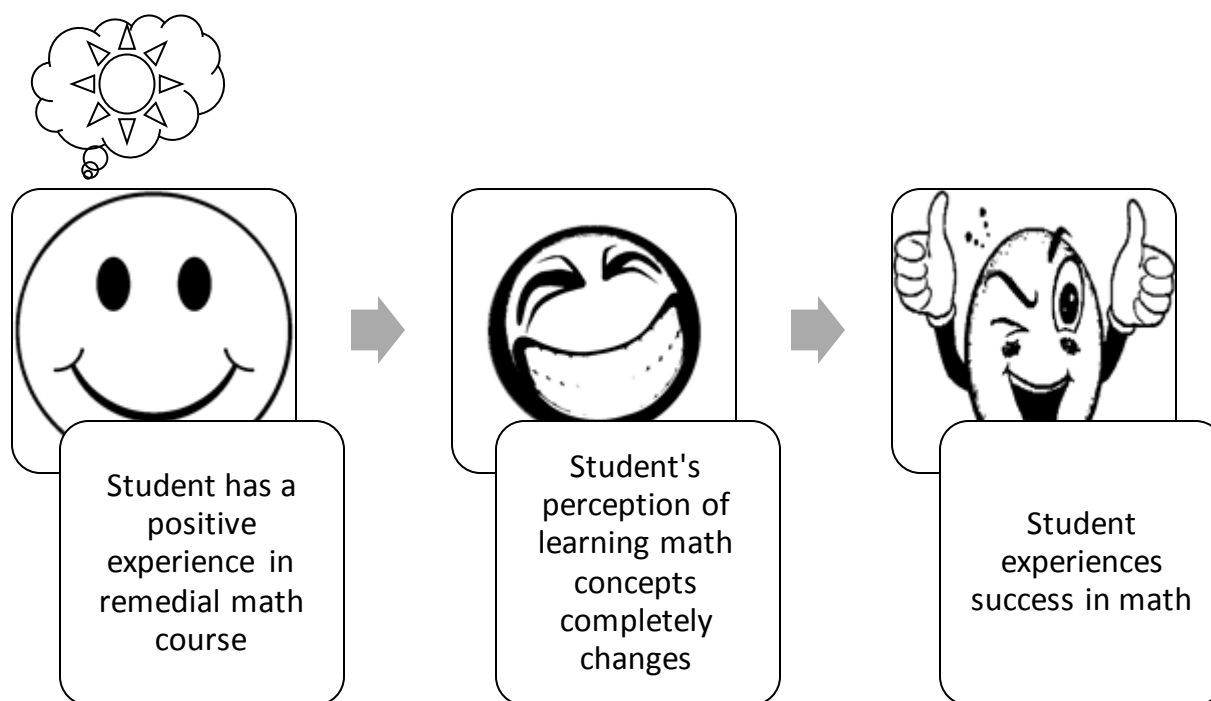 Student has a
positive
experience in
remedial math
course
Student's
perception of
learning math
concepts
completely
changes
Student
experiences
success in math